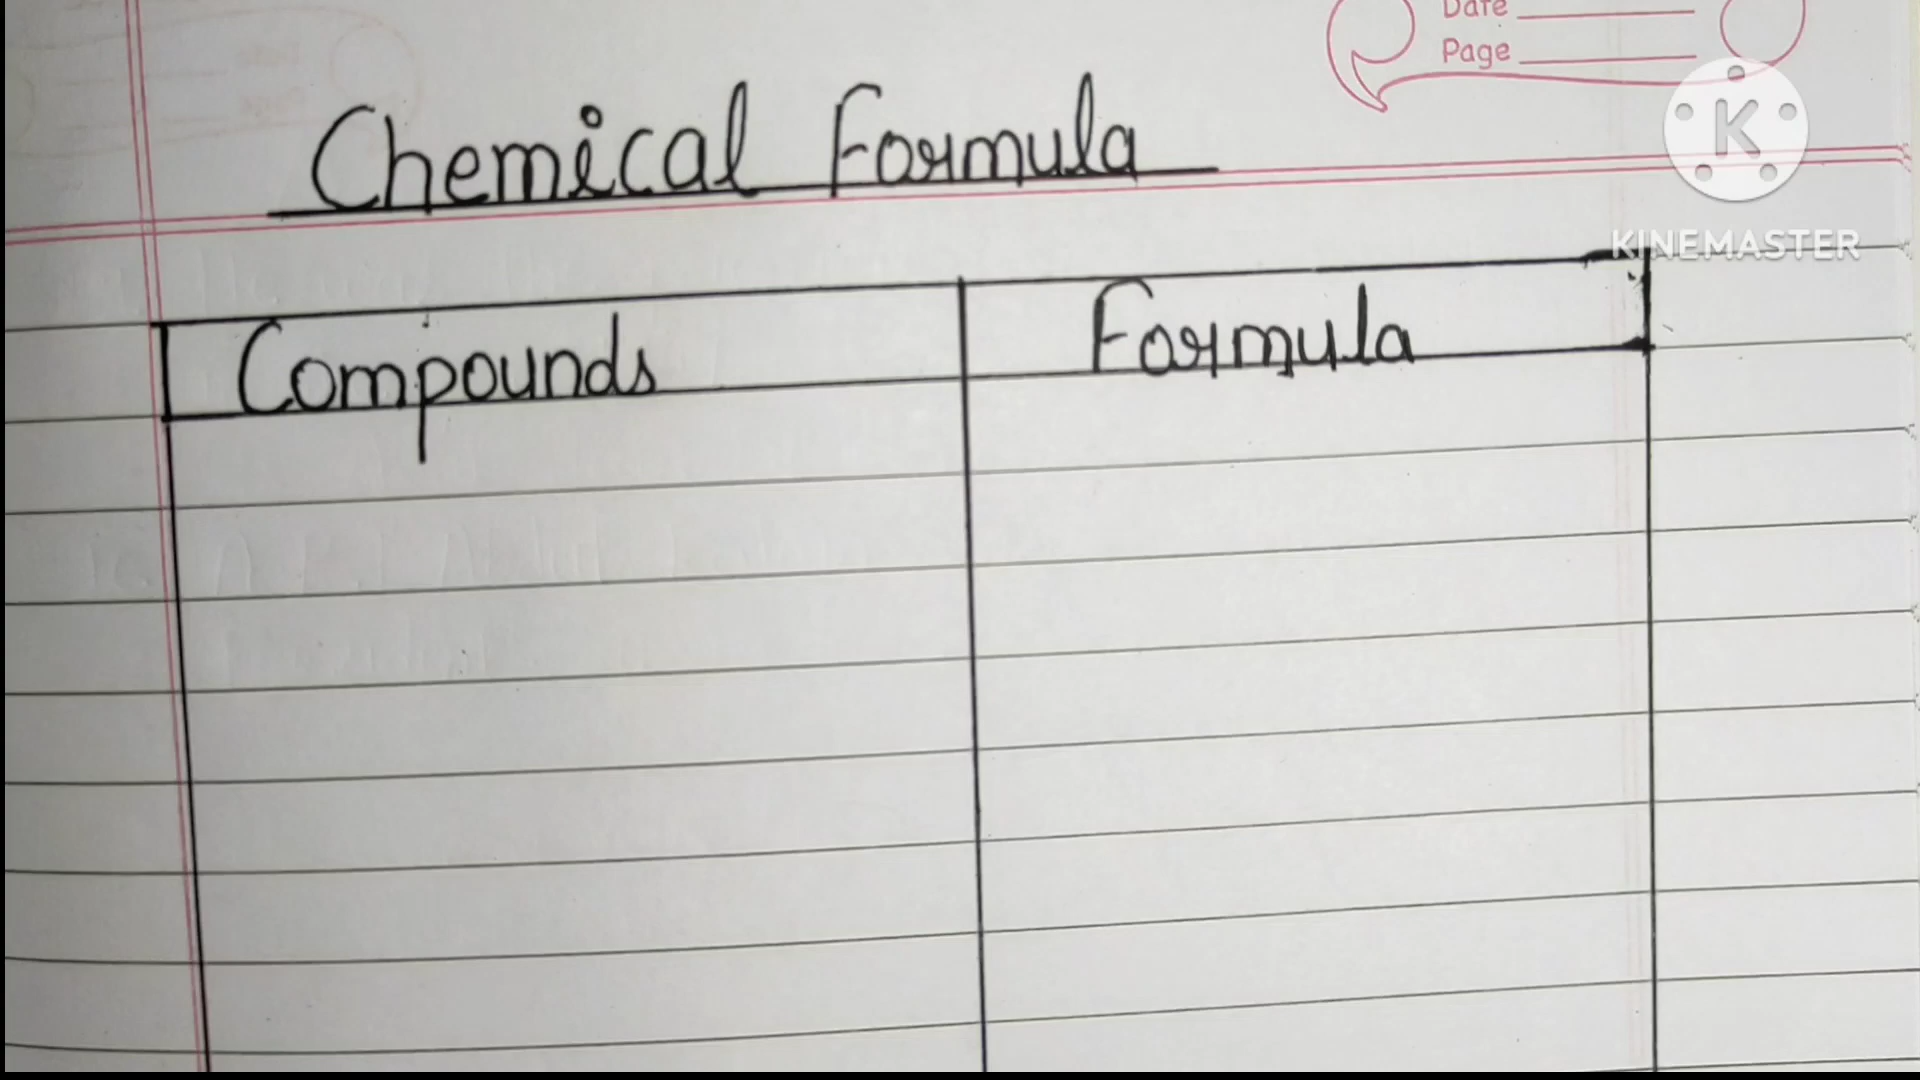 Date
Page
K
KINEMASTER
Chemical Formula
Compounds Formula